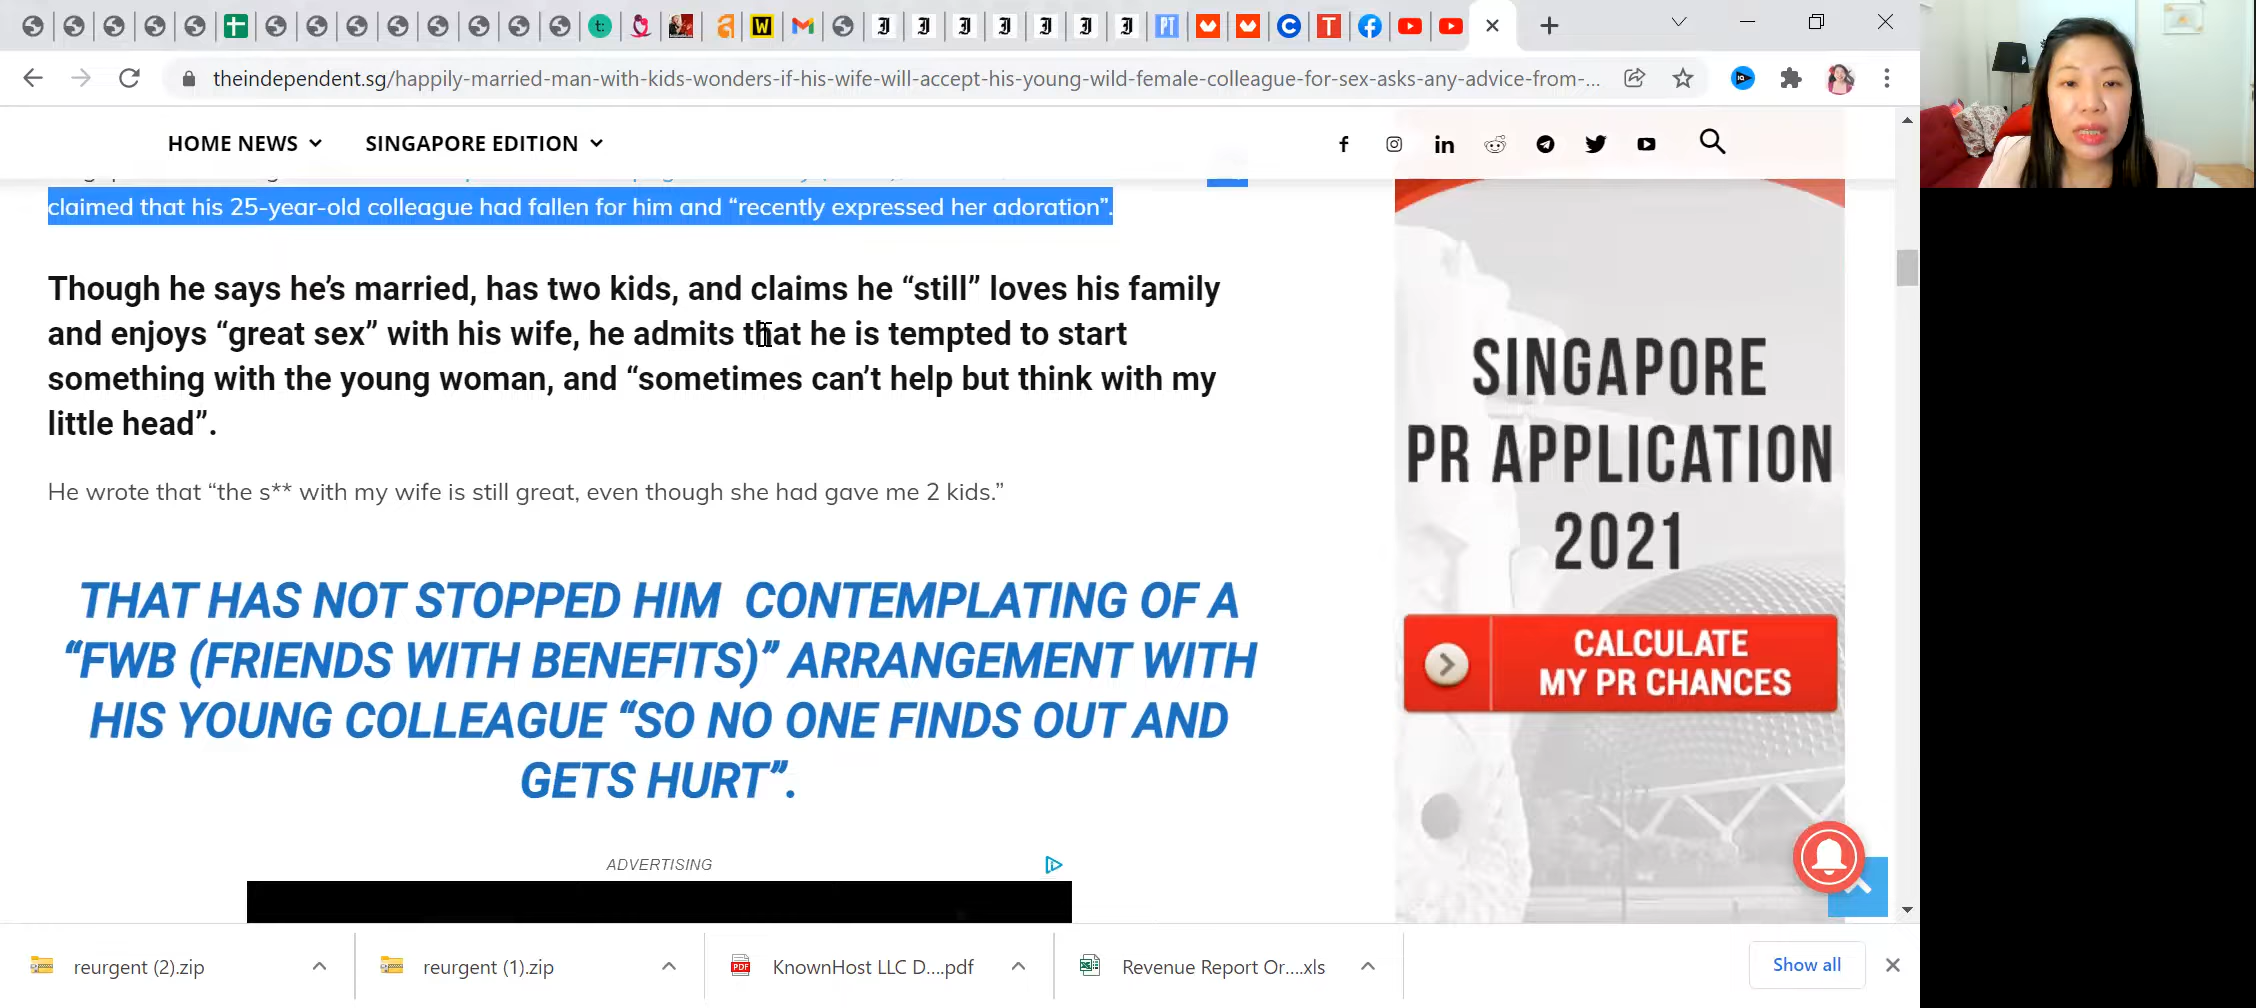 theindependent.sg/happily-married-man-with-kids-wonders-if-his-wife-will-accept-his-young-wild-female-colleague-for-sex-asks-any-advice-from-...
HOME NEWS
SINGAPORE EDITION
claimed that his 25-year-old colleague had fallen for him and “recently expressed her adoration”.
Though he says he’s married, has two kids, and claims he “still” loves his family
and enjoys “great sex” with his wife, he admits that he is tempted to start
something with the young woman, and “sometimes can’t help but think with my
little head”.
He wrote that “the s** with my wife is still great, even though she had gave me 2 kids.”
THAT HAS NOT STOPPED HIM CONTEMPLATING OF A
“FWB (FRIENDS WITH BENEFITS)” ARRANGEMENT WITH
HIS YOUNG COLLEAGUE “SO NO ONE FINDS OUT AND
GETS HURT”.
ADVERTISING
SINGAPORE
PR APPLICATION
2021
CALCULATE
MY PR CHANCES
reurgent (2).zip
reurgent (1).zip
KnownHost LLC D....pdf
Revenue Report Or....xls
Show all